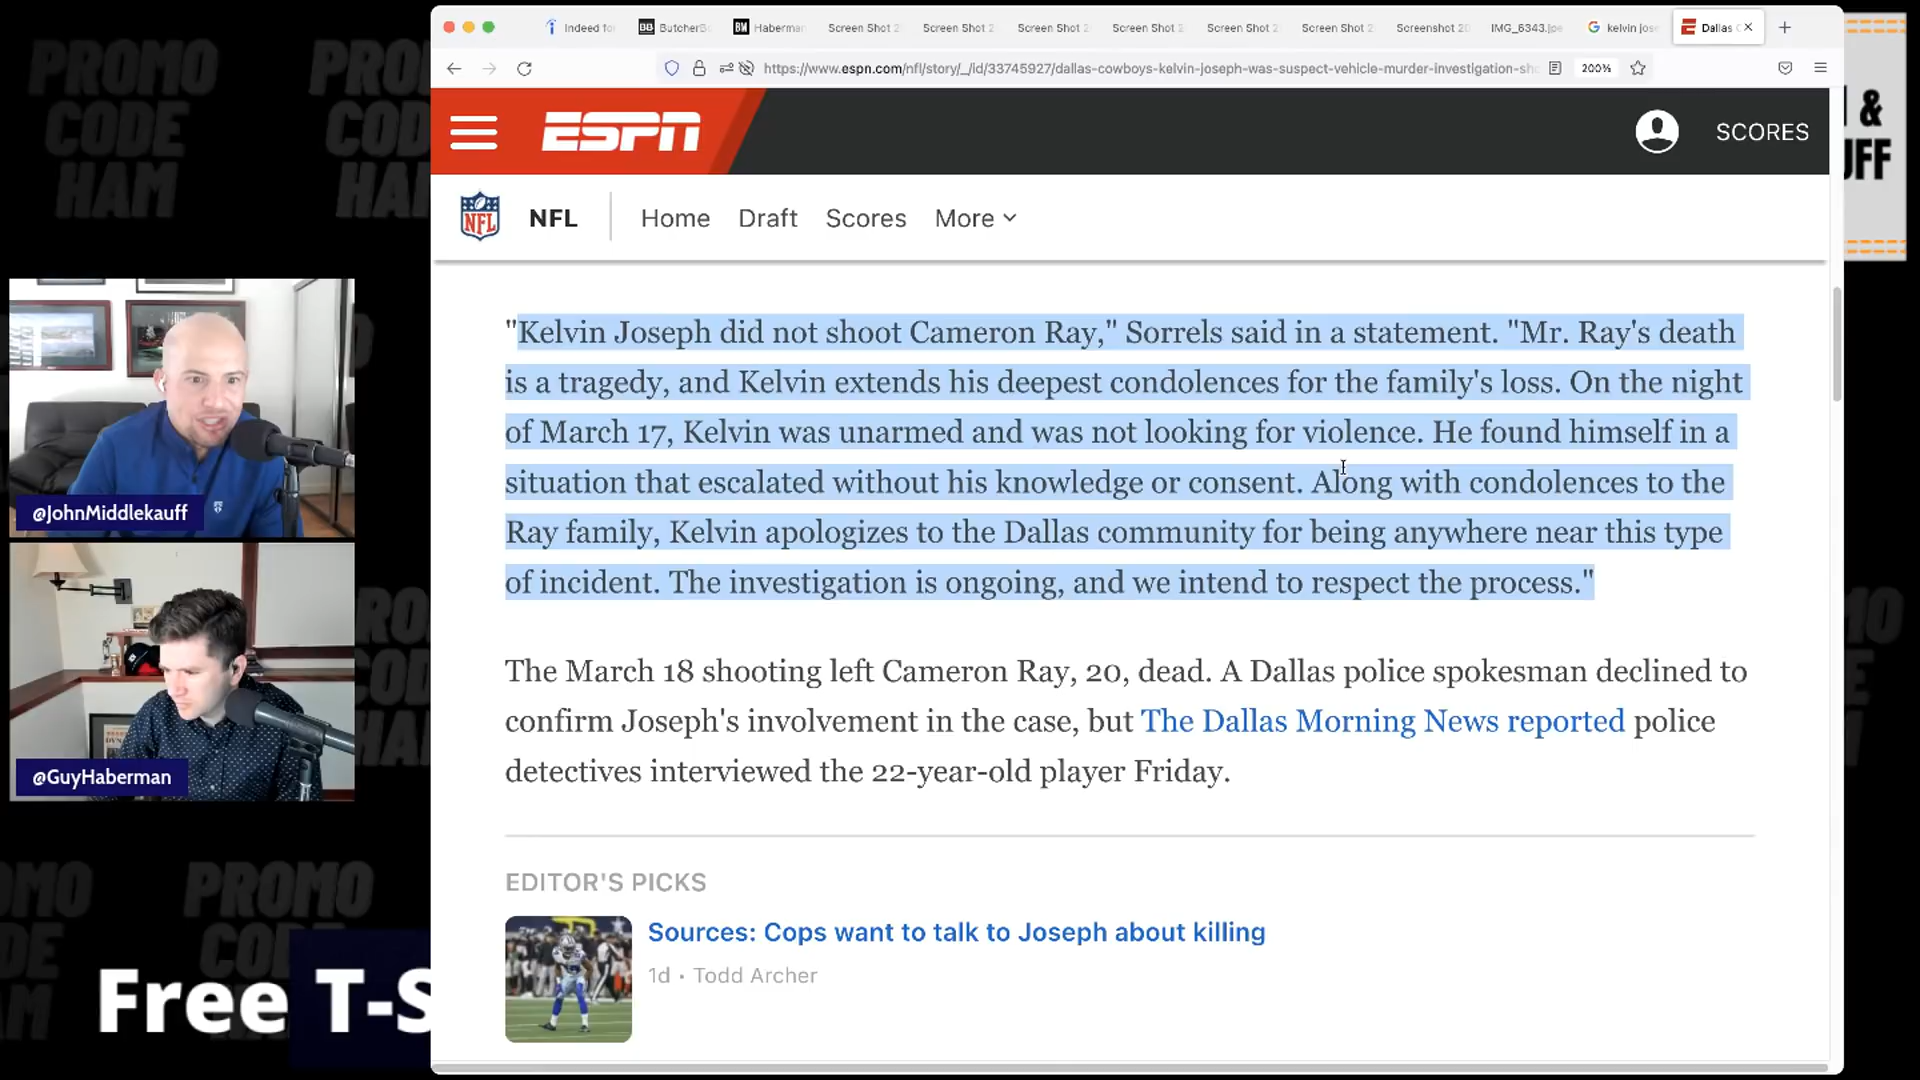 Indeed fo
BB ButcherB
BW Haberman
Screen Shot 2
Screen Shot 2
Screen Shot 2
Screen Shot 2
Screen Shot 2
Screen Shot 2
Screenshot 20
IMG_6343.jpe
kelvin jose
Dallas C
https://www.espn.com/nfl/story/_/id/33745927/dallas-cowboys-kelvin-joseph-was-suspect-vehicle-murder-investigation-sh
200%
ESPN
SCORES
NFL
NFL
Home
Draft
Scores
More
"Kelvin Joseph did not shoot Cameron Ray," Sorrels said in a statement. "Mr. Ray's death
is a tragedy, and Kelvin extends his deepest condolences for the family's loss. On the night
of March 17, Kelvin was unarmed and was not looking for violence. He found himself in a
situation that escalated without his knowledge or consent. Along with condolences to the
Ray family, Kelvin apologizes to the Dallas community for being anywhere near this type
of incident. The investigation is ongoing, and we intend to respect the process."
The March 18 shooting left Cameron Ray, 20, dead. A Dallas police spokesman declined to
confirm Joseph's involvement in the case, but The Dallas Morning News reported police
detectives interviewed the 22-year-old player Friday.
EDITOR'S PICKS
Sources: Cops want to talk to Joseph about killing
1d • Todd Archer
@JohnMiddlekauff
@GuyHaberman
PROMO
CODE
HAM
Free T-S
&
UFF